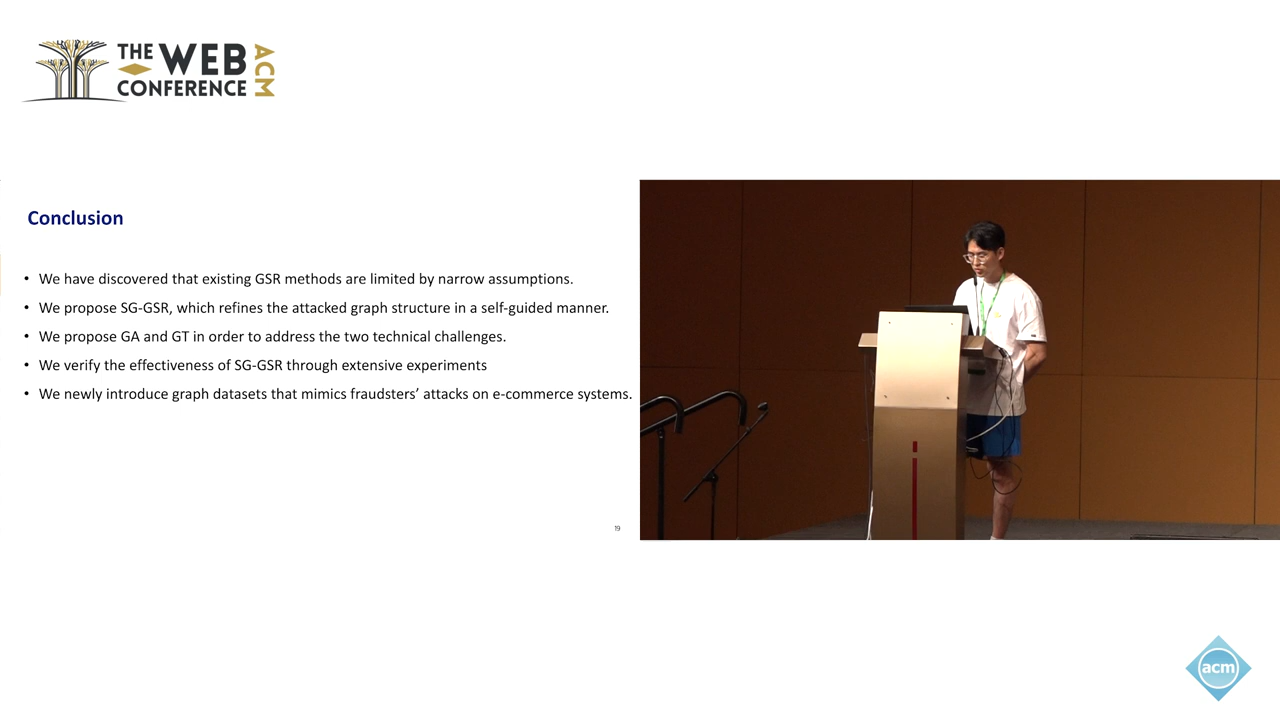 THE WEB
CONFERENCE
ACM
Conclusion
• We have discovered that existing GSR methods are limited by narrow assumptions.
• We propose SG-GSR, which refines the attacked graph structure in a self-guided manner.
• We propose GA and GT in order to address the two technical challenges.
• We verify the effectiveness of SG-GSR through extensive experiments
• We newly introduce graph datasets that mimics fraudsters’ attacks on e-commerce systems.
19
acm